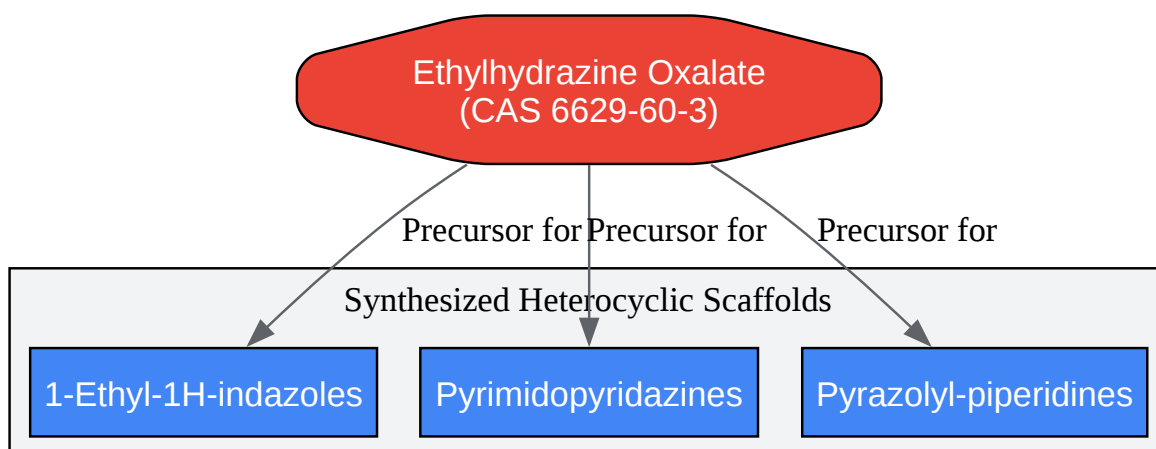 Ethylhydrazine Oxalate
(CAS 6629-60-3)
Precursor for Precursor for Precursor for
Synthesized Heterocyclic Scaffolds
1-Ethyl-1H-indazoles Pyrimidopyridazines Pyrazolyl-piperidines